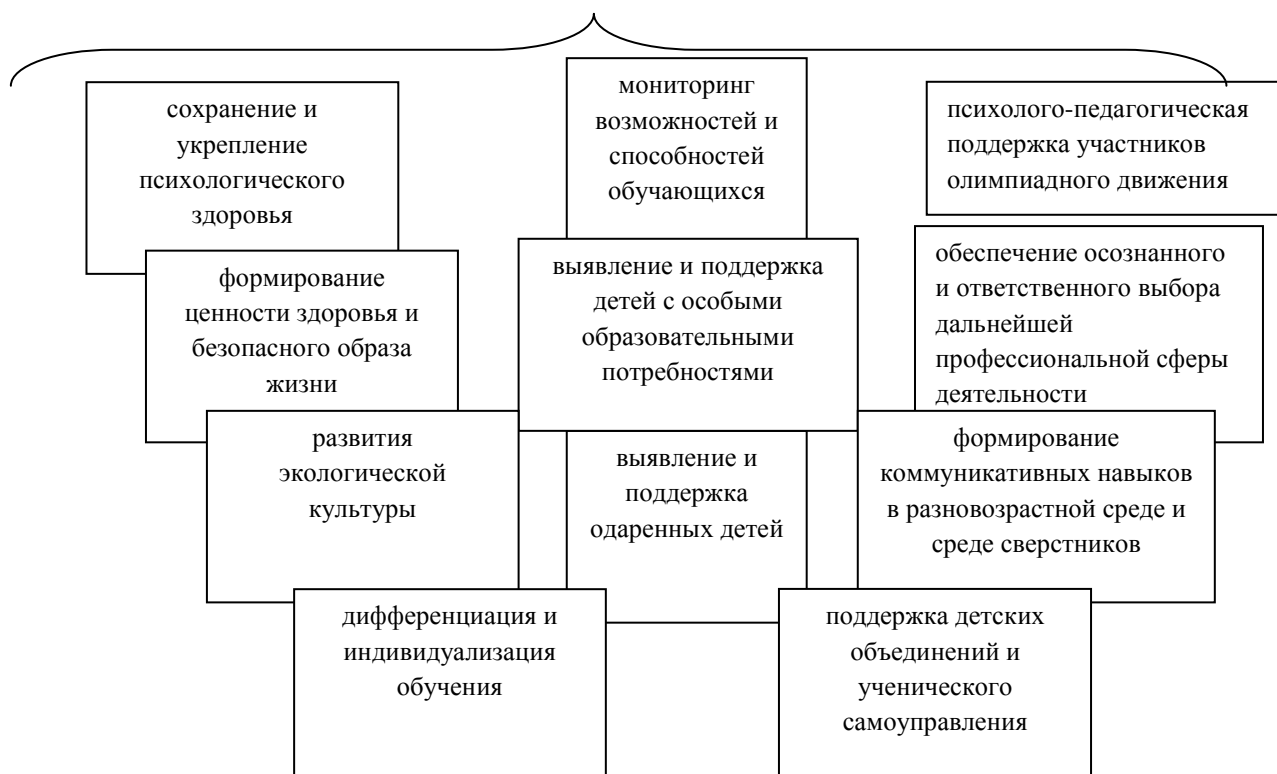 сохранение и
укрепление
психологического
здоровья
мониторинг
возможностей и
способностей
обучающихся
психолого-педагогическая
поддержка участников
олимпиадного движения
формирование
ценности здоровья и
безопасного образа
жизни
выявление и поддержка
детей с особыми
образовательными
потребностями
обеспечение осознанного
и ответственного выбора
дальнейшей
профессиональной сферы
деятельности
развития
экологической
культуры
выявление и
поддержка
одаренных детей
формирование
коммуникативных навыков
в разновозрастной среде и
среде сверстников
дифференциация и
индивидуализация
обучения
поддержка детских
объединений и
ученического
самоуправления